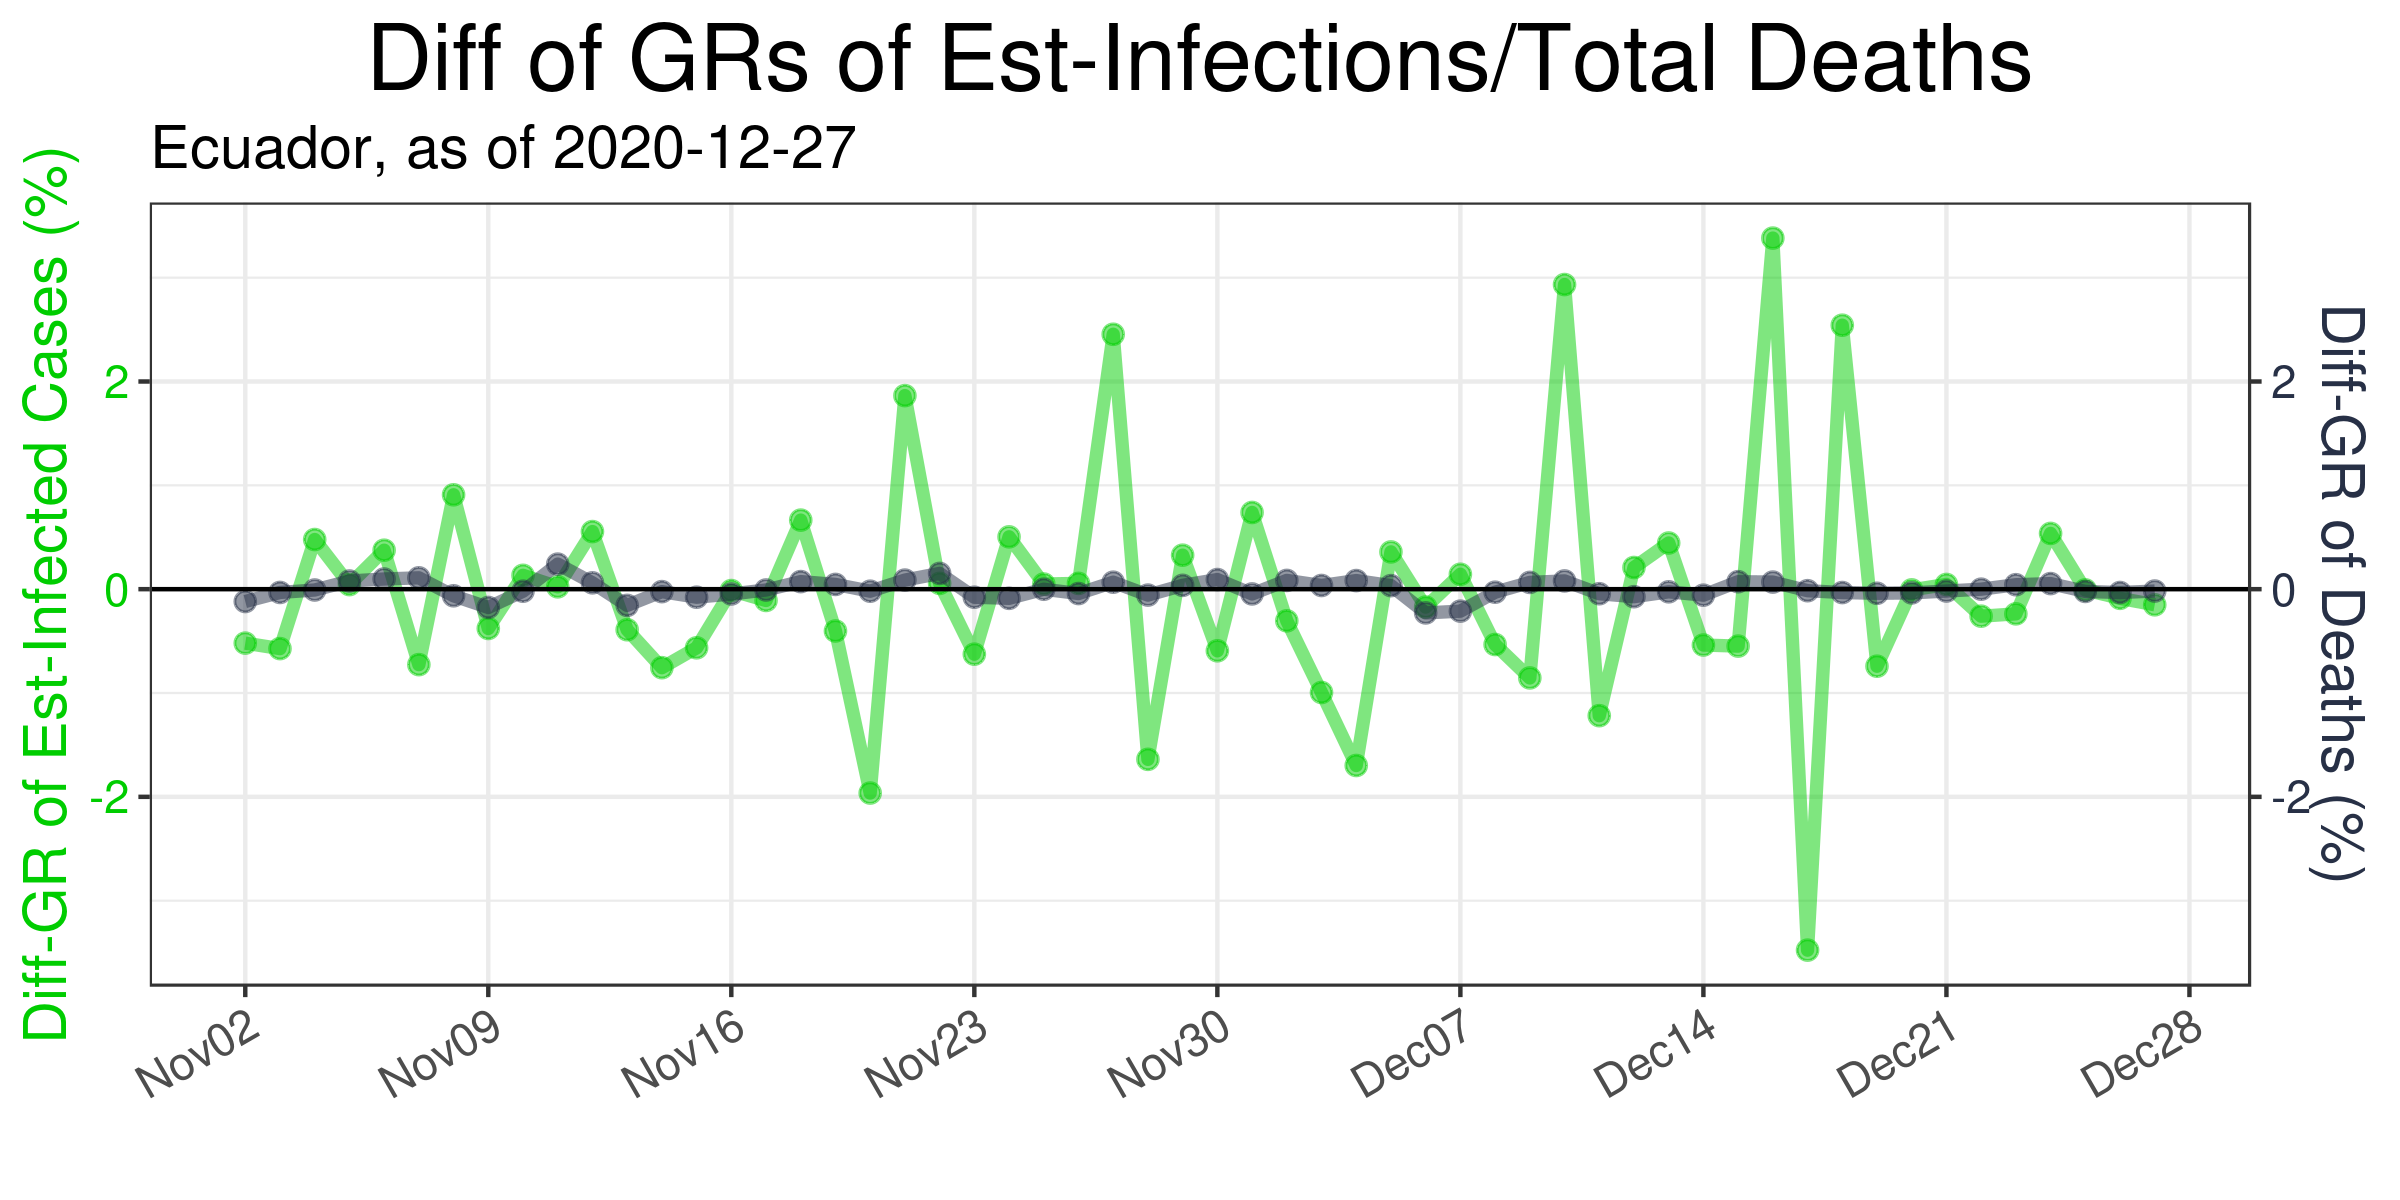 Diff of GRs of Est-Infections/Total Deaths
Ecuador, as of 2020-12-27
Diff-GR of Est-Infected Cases (%)
2
0
-2
2
0
-2
Diff-GR of Deaths (%)
Nov02
Nov09
Nov16
Nov23
Nov30
Dec07
Dec14
Dec21
Dec28